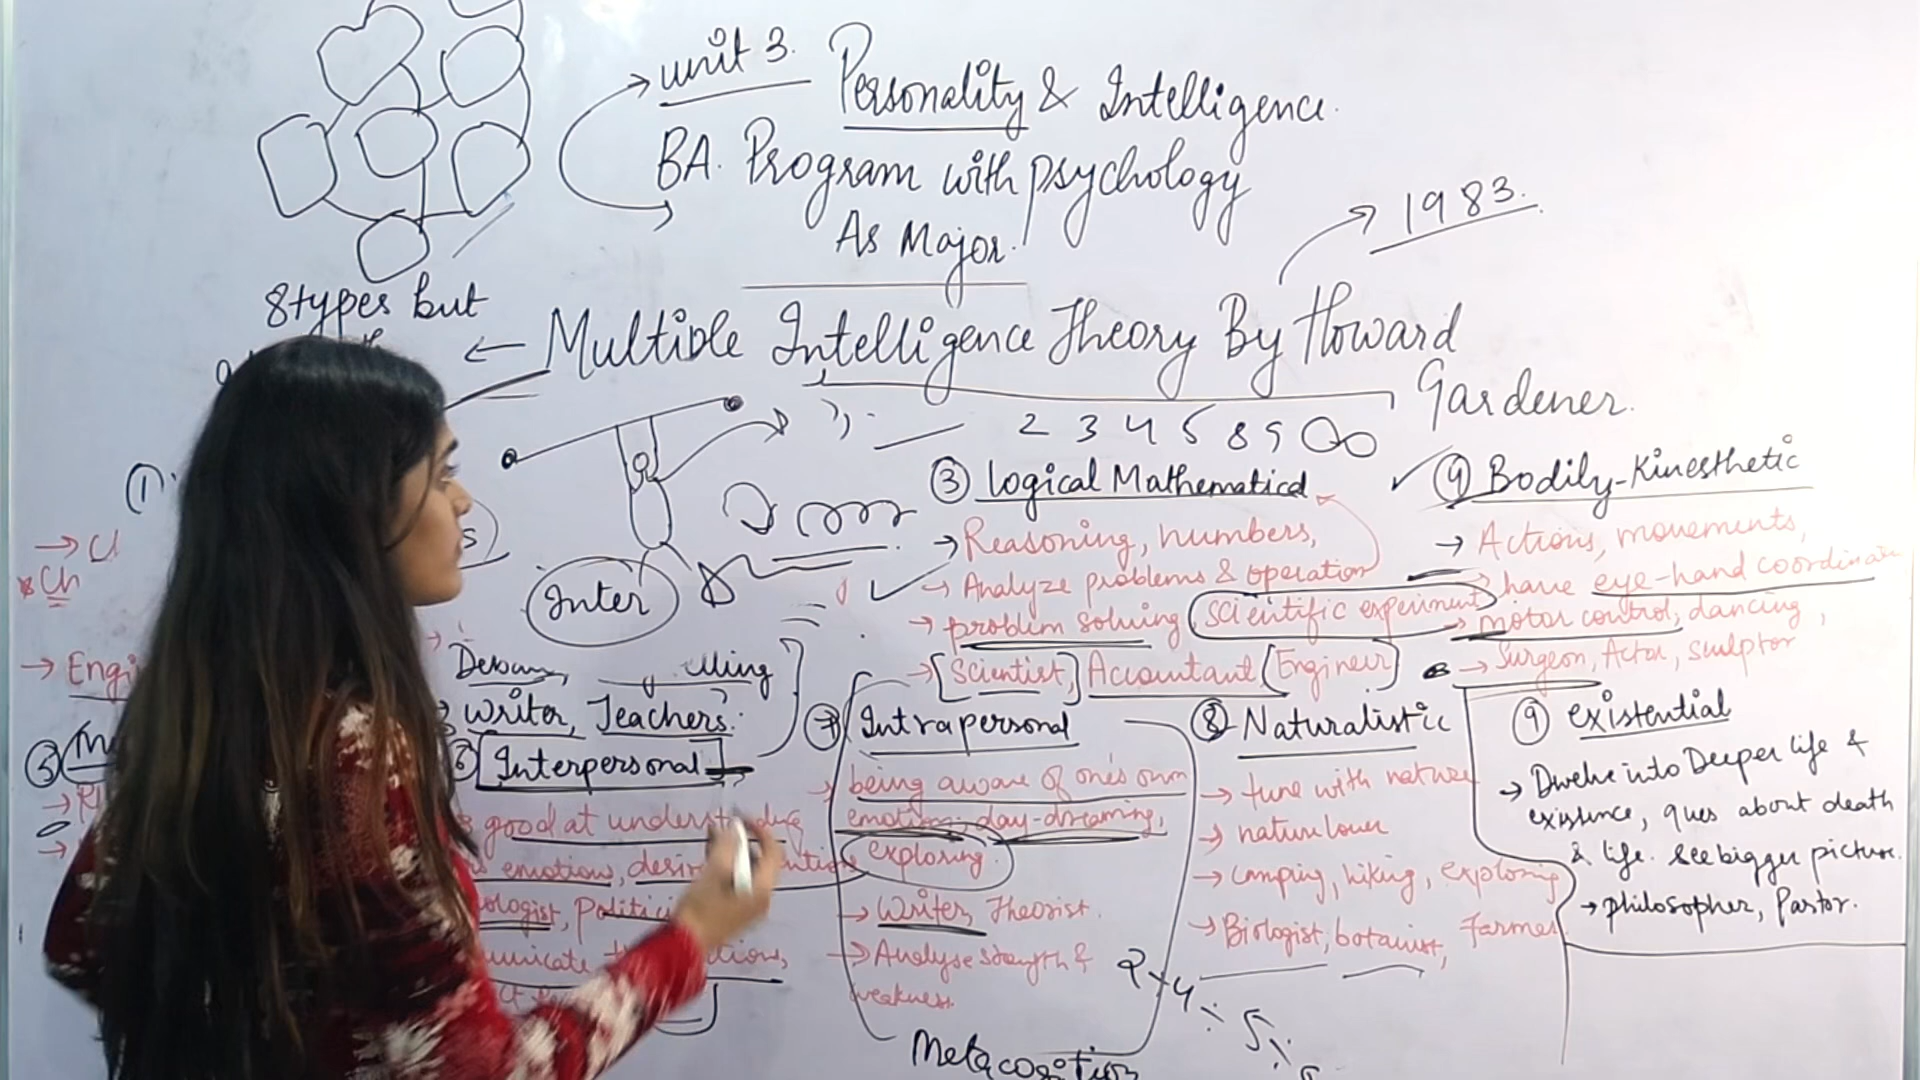 unit 3. Personality & Intelligence.
BA. Program with psychology
As Major.
→ 1983.
8 types but
← Multiple Intelligence Theory By Howard
Gardener.
2 3 4 5 8 9 ∞
①
Inter
→ Engi
Writer, Teachers.
③ Logical Mathematical
→ Reasoning, numbers,
→ Analyze problems & operation
→ problem solving, scientific experiment
→ [Scientist,] Accountant [Engineer]
④ Bodily-Kinesthetic
→ Actions, movements,
→ have eye-hand
→ motor control, dancing,
→ Surgeon, Actor, sculptor
⑤
⑥ Interpersonal
good at understanding
emotions,
communicate
⑦ Intrapersonal
→ being aware of one's own
emotions, day-dreaming,
exploring.
→ Writer, Theorist.
→ Analyse strength &
weakness.
Metacognition
⑧ Naturalistic
→ tune with nature
→ nature lover
→ camping, hiking, exploring
→ Biologist, botanist, Farmer
⑨ existential
→ Dwelve into Deeper life &
existence, ques about death
& life. See bigger picture.
→ philosopher, Pastor.